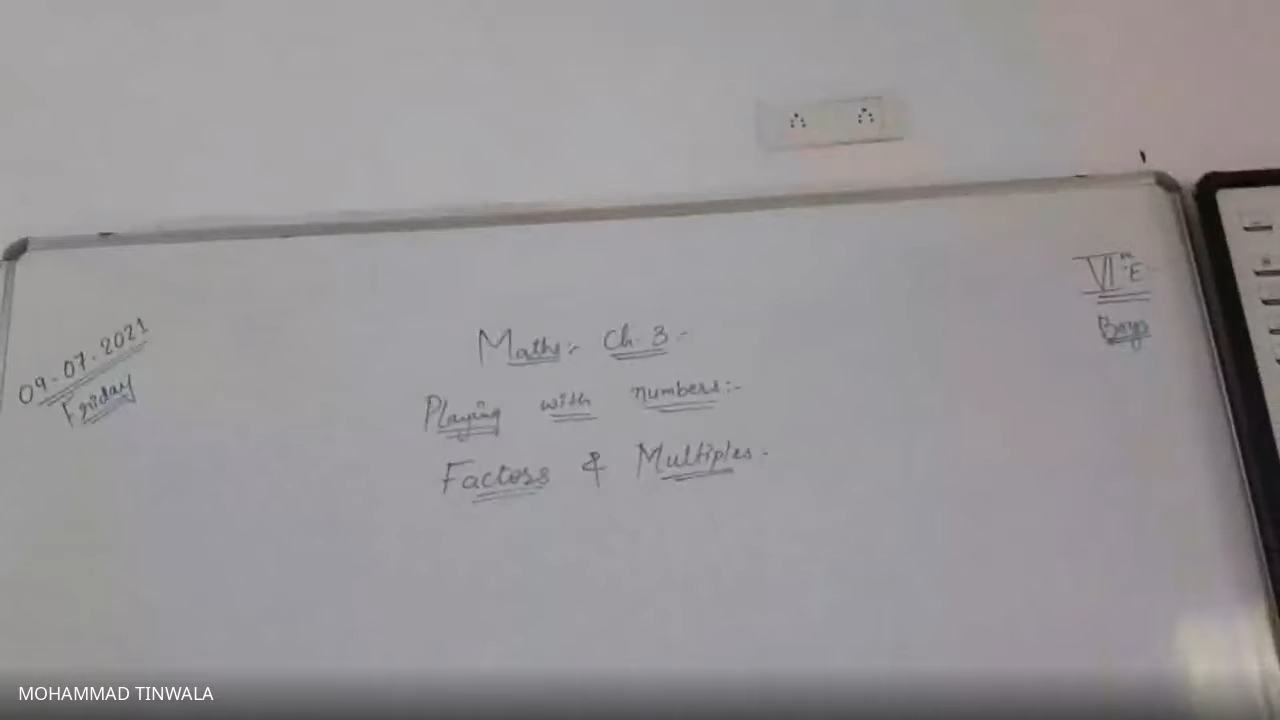 09-07-2021
Friday
VIth 'E'
Boys
Maths:- Ch. 3 :-
Playing with numbers:-
Factors & Multiples.
MOHAMMAD TINWALA